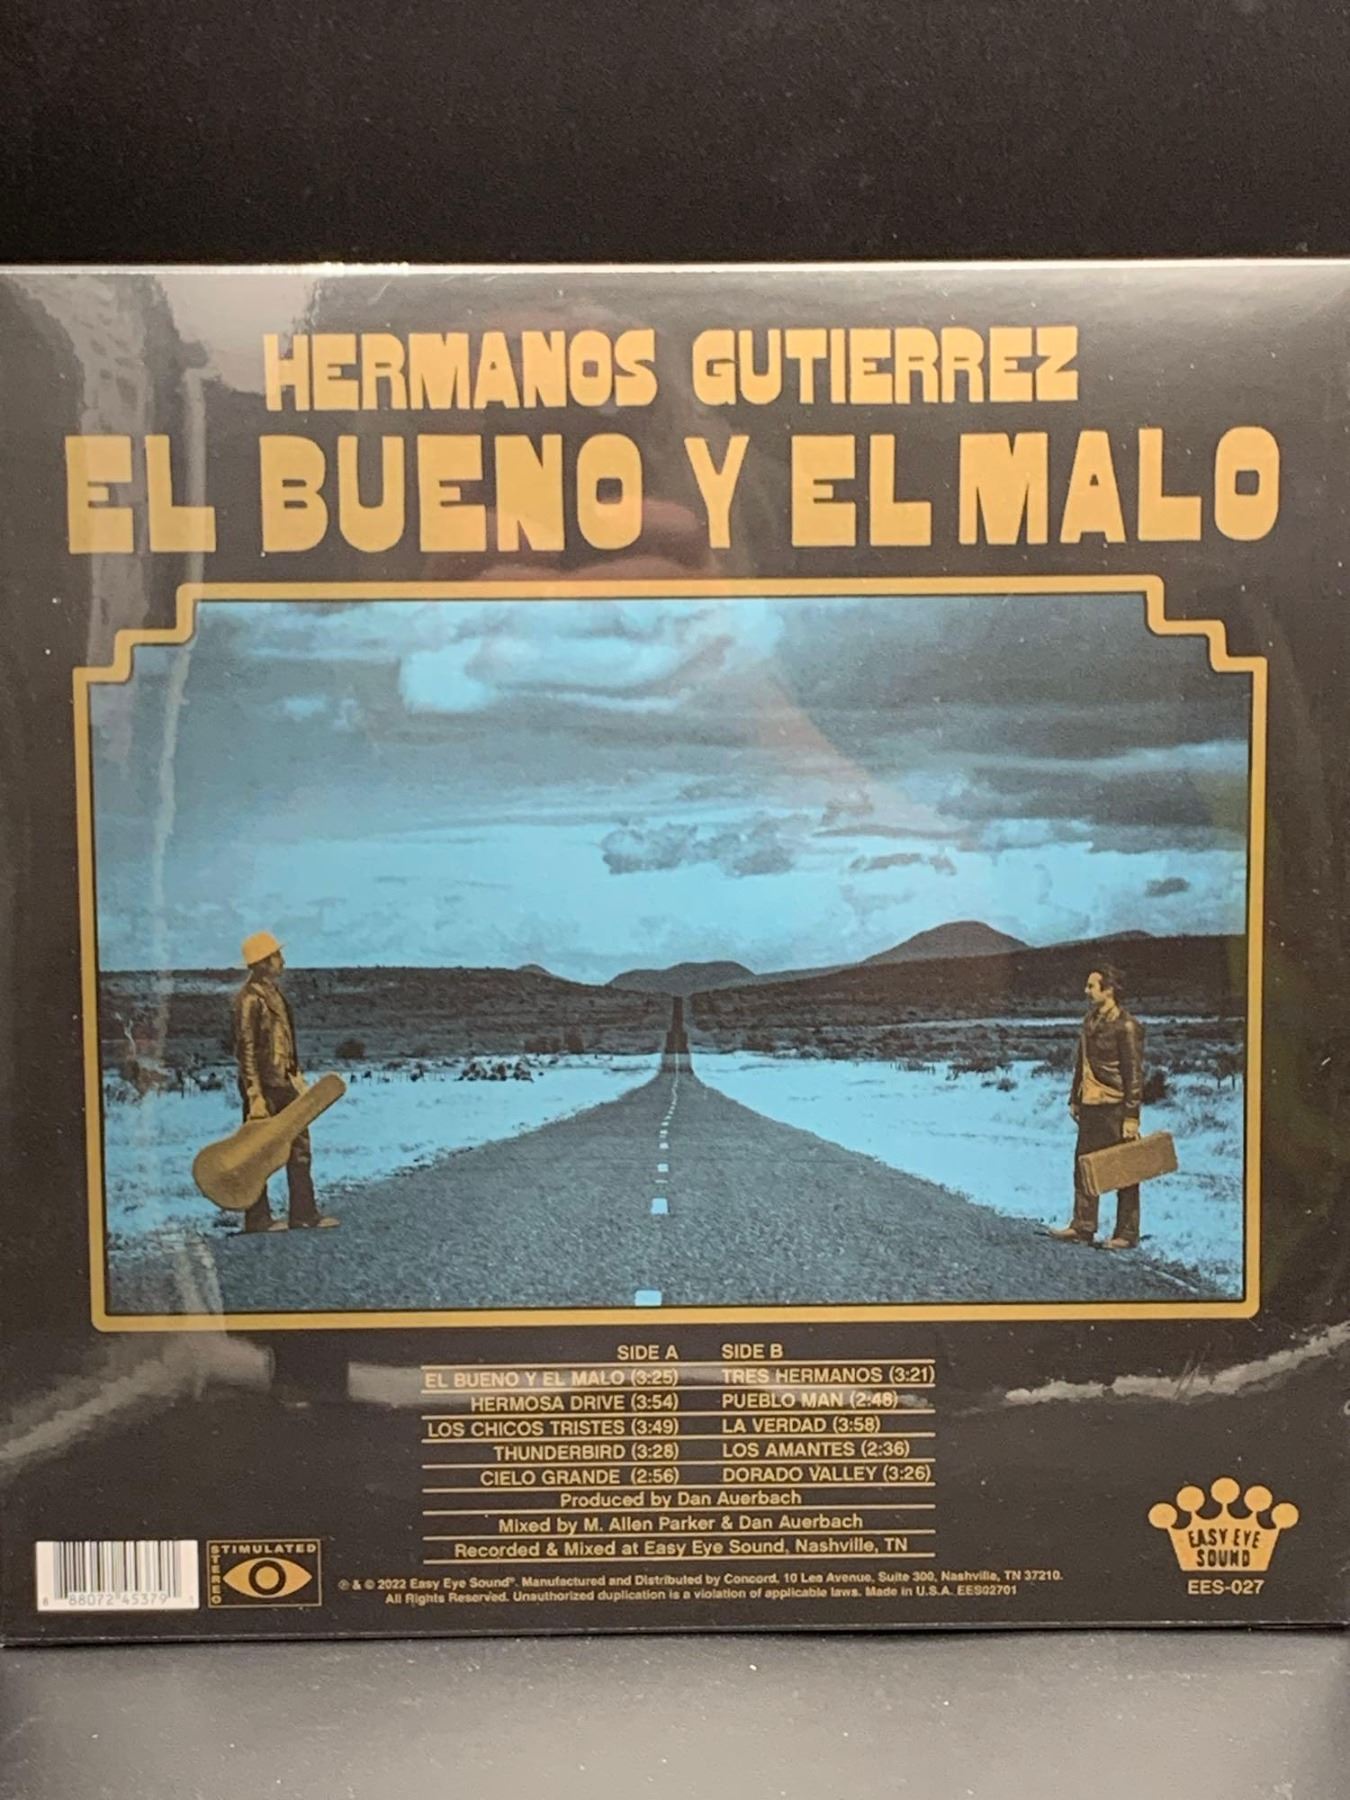 HERMANOS GUTIERREZ
EL BUENO Y EL MALO
SIDE A SIDE B
EL BUENO Y EL MALO (3:25) TRES HERMANOS (3:21)
HERMOSA DRIVE (3:54) PUEBLO MAN (2:48)
LOS CHICOS TRISTES (3:49) LA VERDAD (3:58)
THUNDERBIRD (3:28) LOS AMANTES (2:36)
CIELO GRANDE (2:56) DORADO VALLEY (3:26)
Produced by Dan Auerbach
Mixed by M. Allen Parker & Dan Auerbach
Recorded & Mixed at Easy Eye Sound, Nashville, TN
℗ & © 2022 Easy Eye Sound®. Manufactured and Distributed by Concord, 10 Lea Avenue, Suite 300, Nashville, TN 37210.
All Rights Reserved. Unauthorized duplication is a violation of applicable laws. Made in U.S.A. EES02701
8 88072 45379 1
STIMULATED
STEREO
EASY EYE
SOUND
EES-027